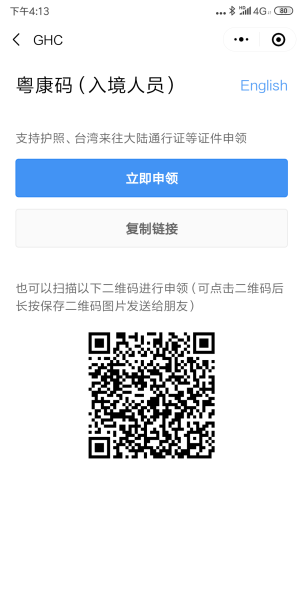 下午4:13
4G
80
GHC
粤康码（入境人员）
English
支持护照、台湾来往大陆通行证等证件申领
立即申领
复制链接
也可以扫描以下二维码进行申领（可点击二维码后
长按保存二维码图片发送给朋友）